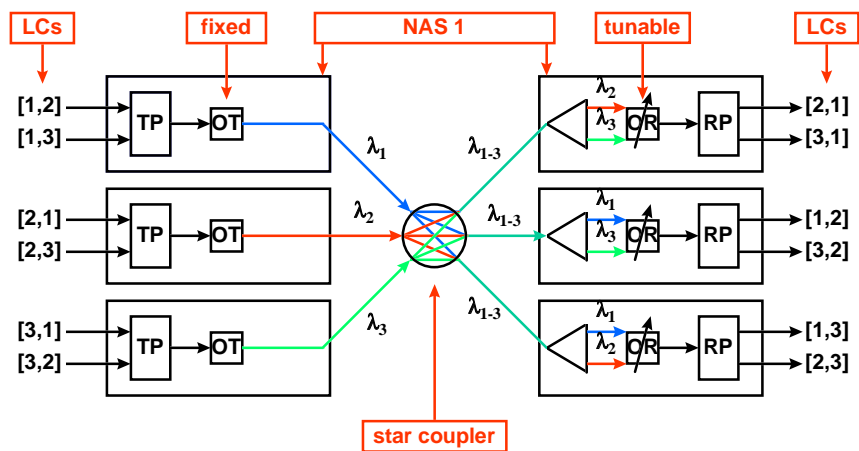 LCs
fixed
NAS 1
tunable
LCs
[1,2]
[1,3]
TP
OT
λ1
λ1-3
λ2
λ3
OR
RP
[2,1]
[3,1]
[2,1]
[2,3]
TP
OT
λ2
λ1-3
λ1
λ3
OR
RP
[1,2]
[3,2]
[3,1]
[3,2]
TP
OT
λ3
λ1-3
λ1
λ2
OR
RP
[1,3]
[2,3]
star coupler